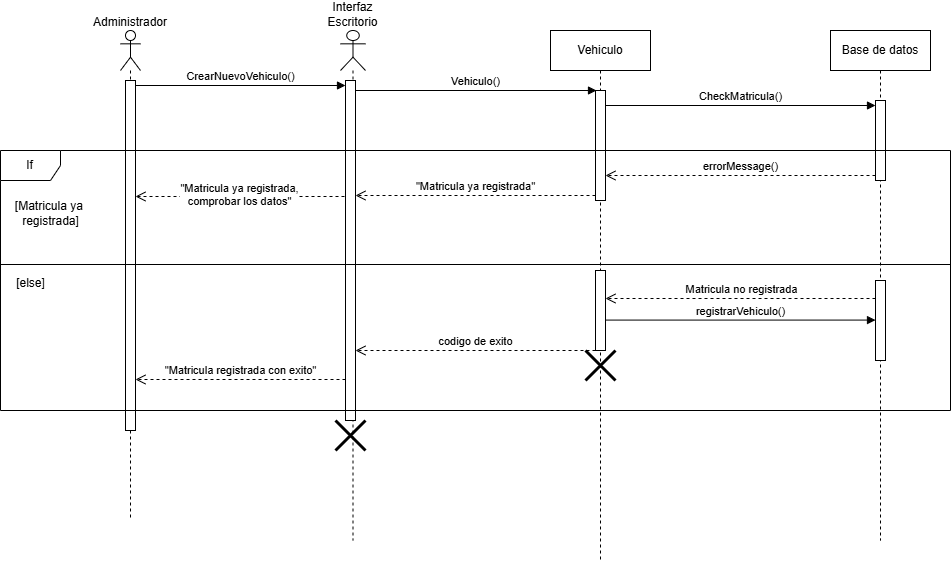 Administrador
Interfaz
Escritorio
Vehiculo
Base de datos
CrearNuevoVehiculo()
Vehiculo()
CheckMatricula()
If
errorMessage()
"Matricula ya registrada,
comprobar los datos"
"Matricula ya registrada"
[Matricula ya
registrada]
[else]
Matricula no registrada
registrarVehiculo()
codigo de exito
"Matricula registrada con exito"